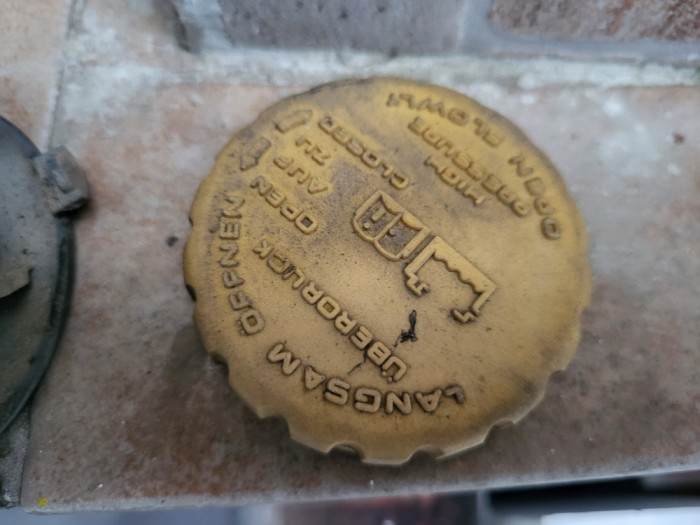 OPEN SLOWLY
HIGH
PRESSURE
CLOSED
ZU
AUF
OPEN
ÜBERDRUCK
LANGSAM ÖFFNEN